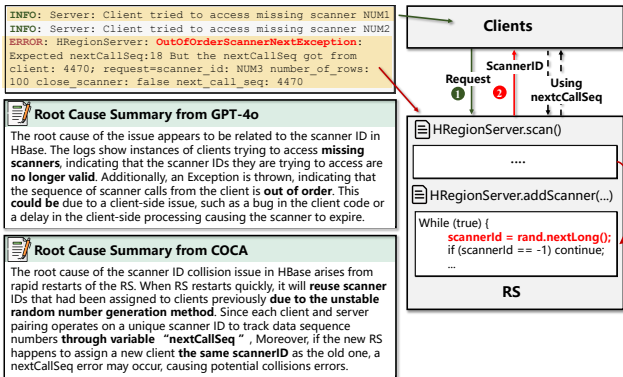 INFO: Server: Client tried to access missing scanner NUM1
INFO: Server: Client tried to access missing scanner NUM2
ERROR: HRegionServer: OutOfOrderScannerNextException:
Expected nextCallSeq:18 But the nextCallSeq got from
client: 4470; request=scanner_id: NUM3 number_of_rows:
100 close_scanner: false next_call_seq: 4470
Root Cause Summary from GPT-4o
The root cause of the issue appears to be related to the scanner ID in
HBase. The logs show instances of clients trying to access missing
scanners, indicating that the scanner IDs they are trying to access are
no longer valid. Additionally, an Exception is thrown, indicating that
the sequence of scanner calls from the client is out of order. This
could be due to a client-side issue, such as a bug in the client code or
a delay in the client-side processing causing the scanner to expire.
Root Cause Summary from COCA
The root cause of the scanner ID collision issue in HBase arises from
rapid restarts of the RS. When RS restarts quickly, it will reuse scanner
IDs that had been assigned to clients previously due to the unstable
random number generation method. Since each client and server
pairing operates on a unique scanner ID to track data sequence
numbers through variable “nextCallSeq ”, Moreover, if the new RS
happens to assign a new client the same scannerID as the old one, a
nextCallSeq error may occur, causing potential collisions errors.
Clients
ScannerID
Request
1
2
Using
nextcCallSeq
HRegionServer.scan()
....
HRegionServer.addScanner(...)
While (true) {
scannerId = rand.nextLong();
if (scannerId == -1) continue;
...
RS